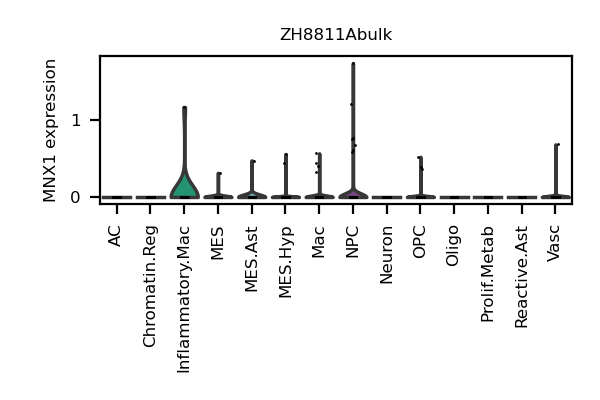 ZH8811Abulk
MNX1 expression
1
0
AC
Chromatin.Reg
Inflammatory.Mac
MES
MES.Ast
MES.Hyp
Mac
NPC
Neuron
OPC
Oligo
Prolif.Metab
Reactive.Ast
Vasc